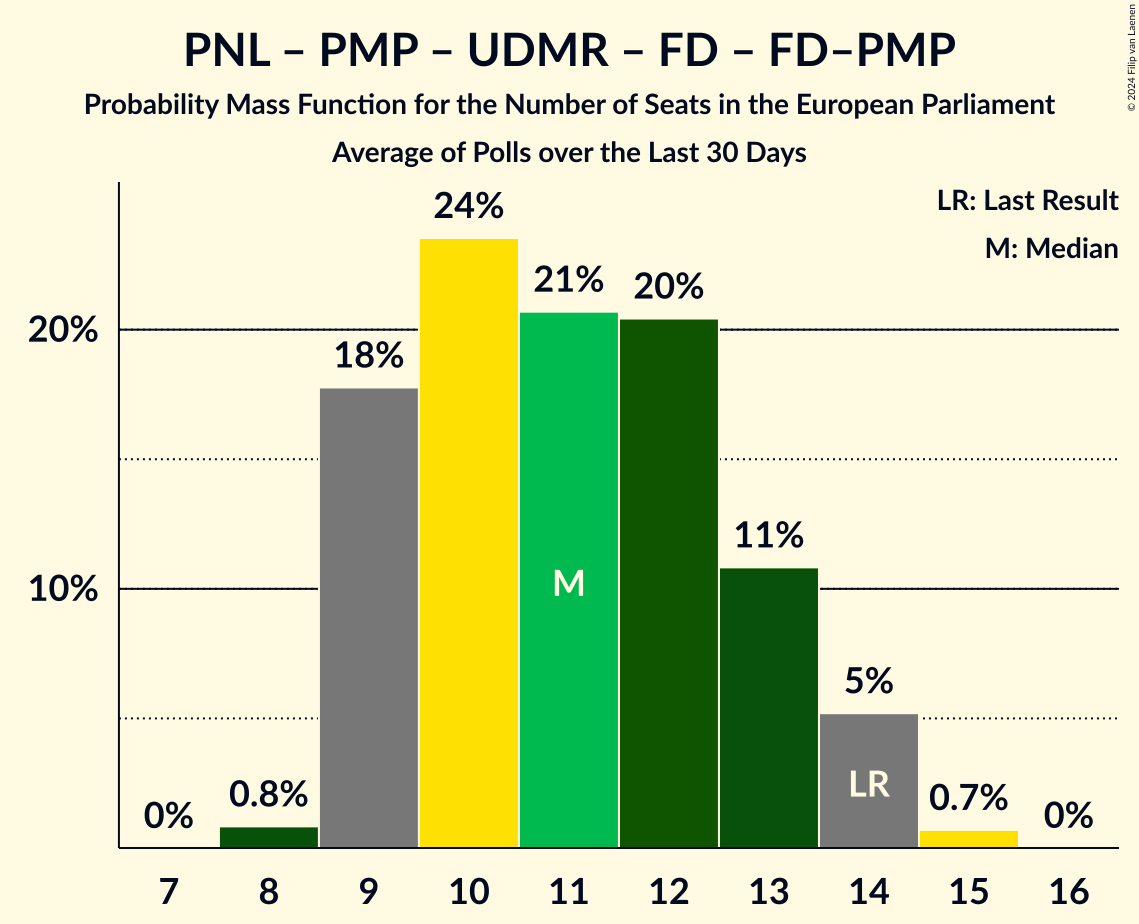 PNL – PMP – UDMR – FD – FD–PMP
Probability Mass Function for the Number of Seats in the European Parliament
Average of Polls over the Last 30 Days
© 2024 Filip van Laenen
LR: Last Result
M: Median
20%
10%
0%
0.8%
18%
24%
21%
20%
11%
5%
0.7%
0%
M
LR
7 8 9 10 11 12 13 14 15 16